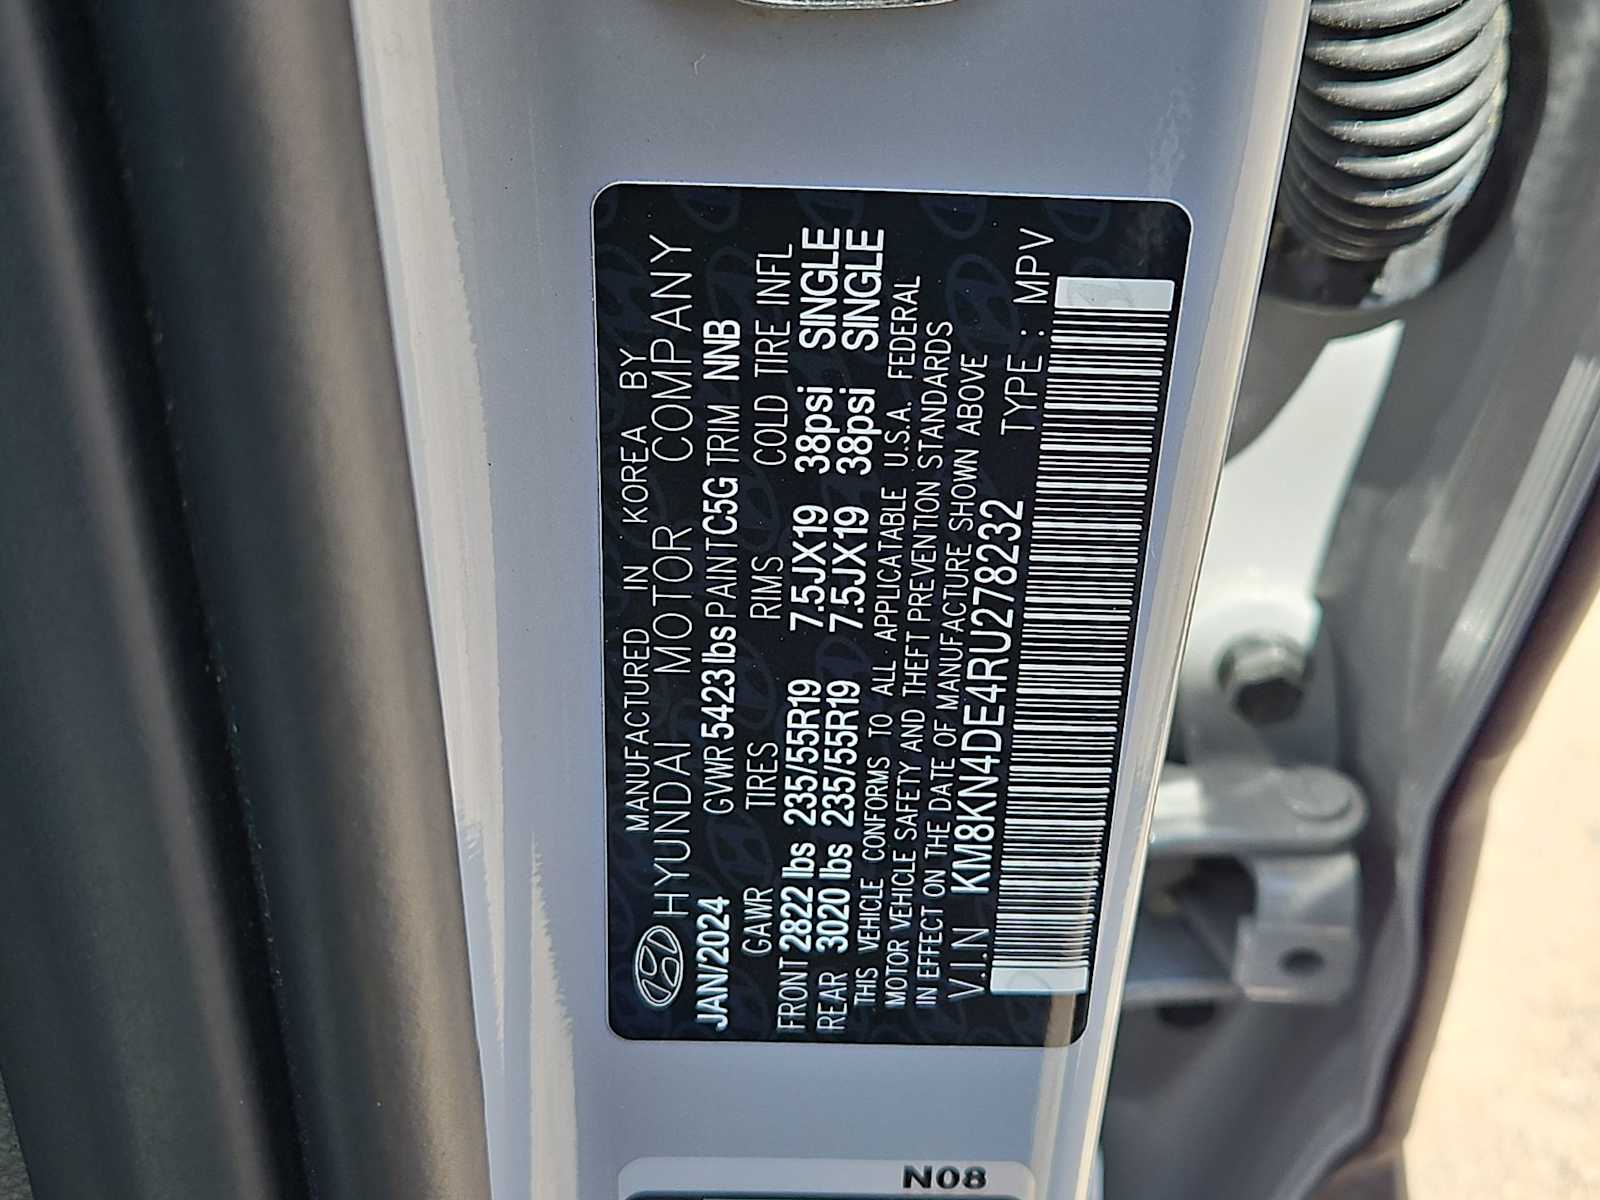 MANUFACTURED IN KOREA BY
HYUNDAI MOTOR COMPANY
JAN/2024 GVWR 5423lbs PAINT C5G TRIM NNB
GAWR TIRES RIMS COLD TIRE INFL
FRONT 2822 lbs 235/55R19 7.5JX19 38psi SINGLE
REAR 3020 lbs 235/55R19 7.5JX19 38psi SINGLE
THIS VEHICLE CONFORMS TO ALL APPLICATABLE U.S.A. FEDERAL
MOTOR VEHICLE SAFETY AND THEFT PREVENTION STANDARDS
IN EFFECT ON THE DATE OF MANUFACTURE SHOWN ABOVE
V.I.N KM8KN4DE4RU278232 TYPE: MPV
N08